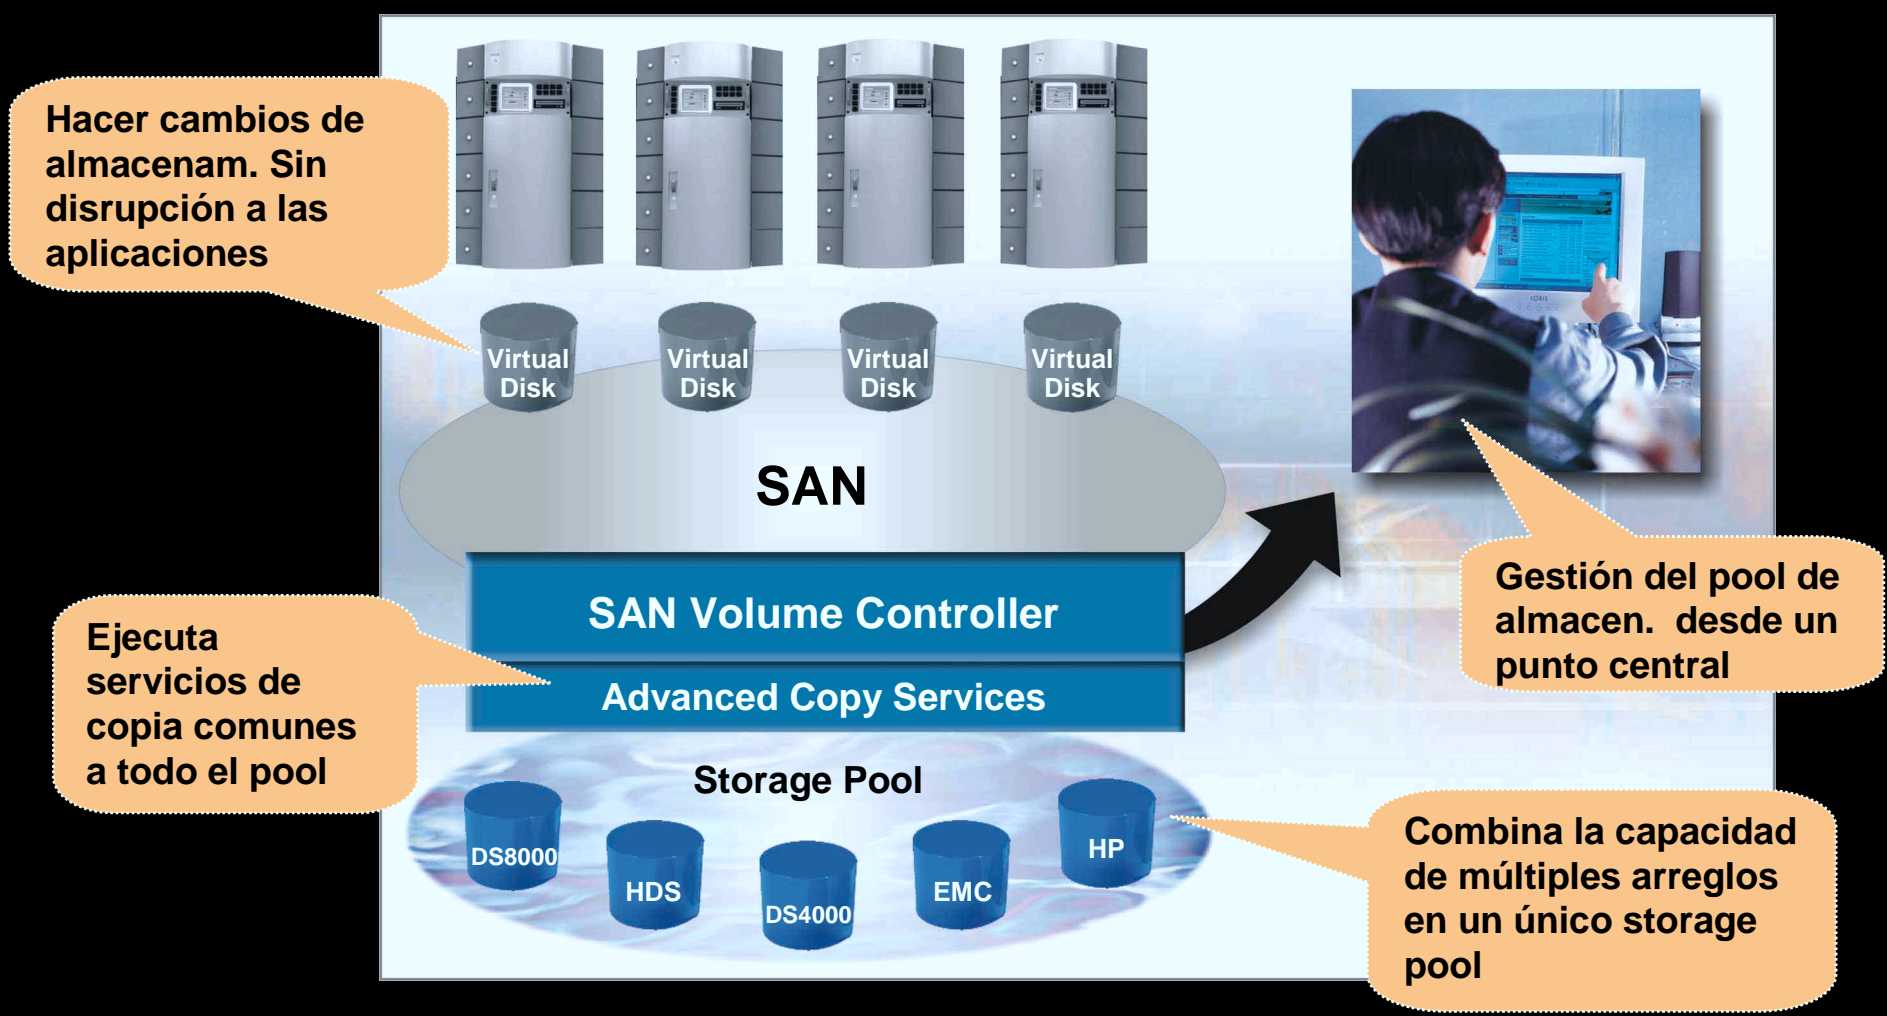 Hacer cambios de
almacenam. Sin
disrupción a las
aplicaciones
Virtual
Disk
Virtual
Disk
Virtual
Disk
Virtual
Disk
SAN
SAN Volume Controller
Advanced Copy Services
Gestión del pool de
almacen. desde un
punto central
Ejecuta
servicios de
copia comunes
a todo el pool
Storage Pool
DS8000
HDS
DS4000
EMC
HP
Combina la capacidad
de múltiples arreglos
en un único storage
pool